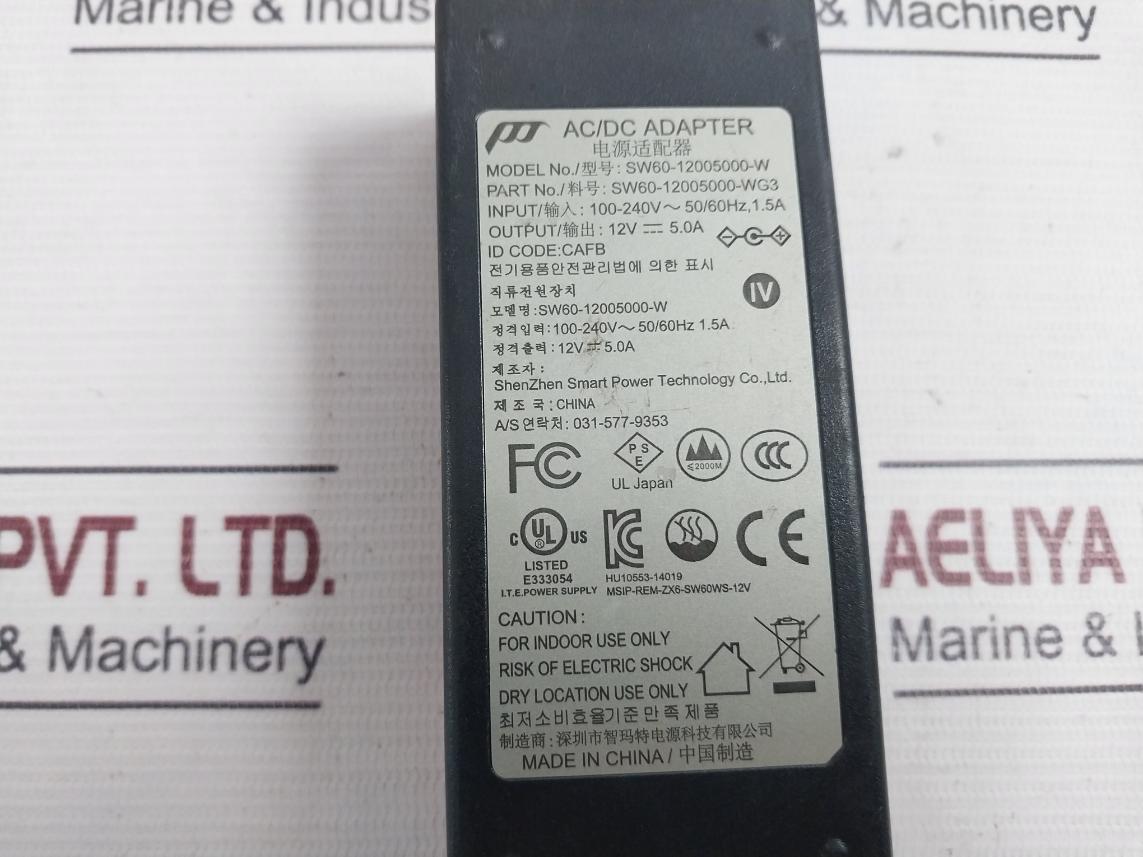 Marine & Indus
& Machinery
AC/DC ADAPTER
电源适配器
MODEL No./型号: SW60-12005000-W
PART No./料号: SW60-12005000-WG3
INPUT/输入: 100-240V～ 50/60Hz,1.5A
OUTPUT/输出: 12V ⎓ 5.0A
ID CODE:CAFB
전기용품안전관리법에 의한 표시
직류전원장치
IV
모델명:SW60-12005000-W
정격입력:100-240V～ 50/60Hz 1.5A
정격출력:12V⎓5.0A
제조자:
ShenZhen Smart Power Technology Co.,Ltd.
제 조 국:CHINA
A/S연락처: 031-577-9353
FC
P S
E
UL Japan
≤2000M
CCC
C UL US
®
LISTED
E333054
I.T.E.POWER SUPPLY
KC
HU10553-14019
MSIP-REM-ZX6-SW60WS-12V
CE
CAUTION:
FOR INDOOR USE ONLY
RISK OF ELECTRIC SHOCK
DRY LOCATION USE ONLY
최저소비효율기준만족제품
制造商:深圳市智玛特电源科技有限公司
MADE IN CHINA / 中国制造
PVT. LTD.
& Machinery
AELIYA
Marine & I